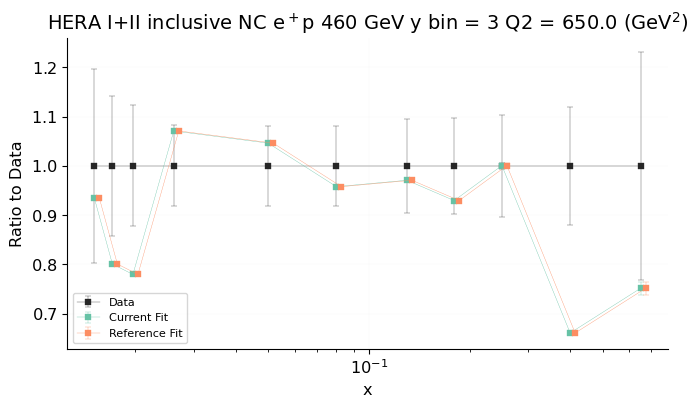 HERA I+II inclusive NC e⁺p 460 GeV y bin = 3 Q2 = 650.0 (GeV²)
Ratio to Data
1.2
1.1
1.0
0.9
0.8
0.7
Data
Current Fit
Reference Fit
10⁻¹
x